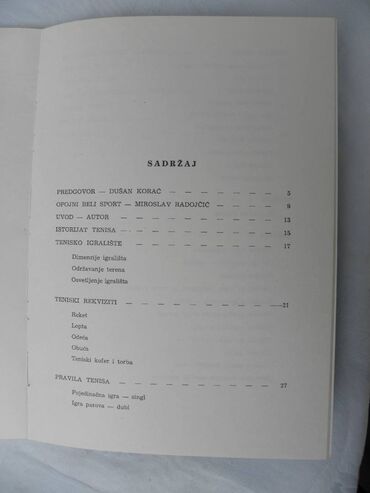 SADRŽAJ
PREDGOVOR — DUŠAN KORAĆ — — — — — — 5
OPOJNI BELI SPORT — MIROSLAV RADOJČIĆ — — — 9
UVOD — AUTOR — — — — — — — — 13
ISTORIJAT TENISA — — — — — — — — 15
TENISKO IGRALIŠTE — — — — — — — — 17
Dimenzije igrališta
Održavanje terena
Osvetljenje igrališta
TENISKI REKVIZITI — — — — — — — — 21
Reket
Lopta
Odeća
Obuća
Teniski kofer i torba
PRAVILA TENISA — — — — — — — — 27
Pojedinačna igra — singl
Igra parova — dubl